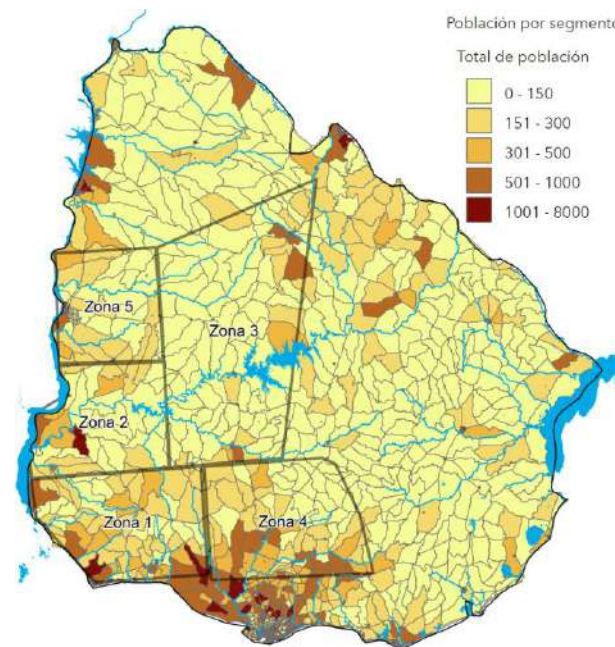 Población por segmento
Total de población
0 - 150
151 - 300
301 - 500
501 - 1000
1001 - 8000
Zona 5
Zona 3
Zona 2
Zona 1
Zona 4